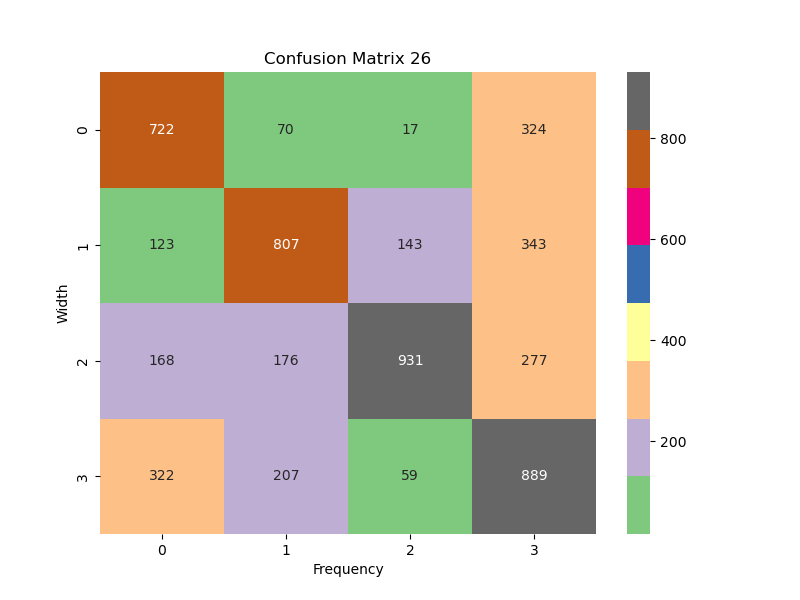 Confusion Matrix 26
0 722 70 17 324
1 123 807 143 343
2 168 176 931 277
3 322 207 59 889
0 1 2 3
Frequency
Width
800
600
400
200